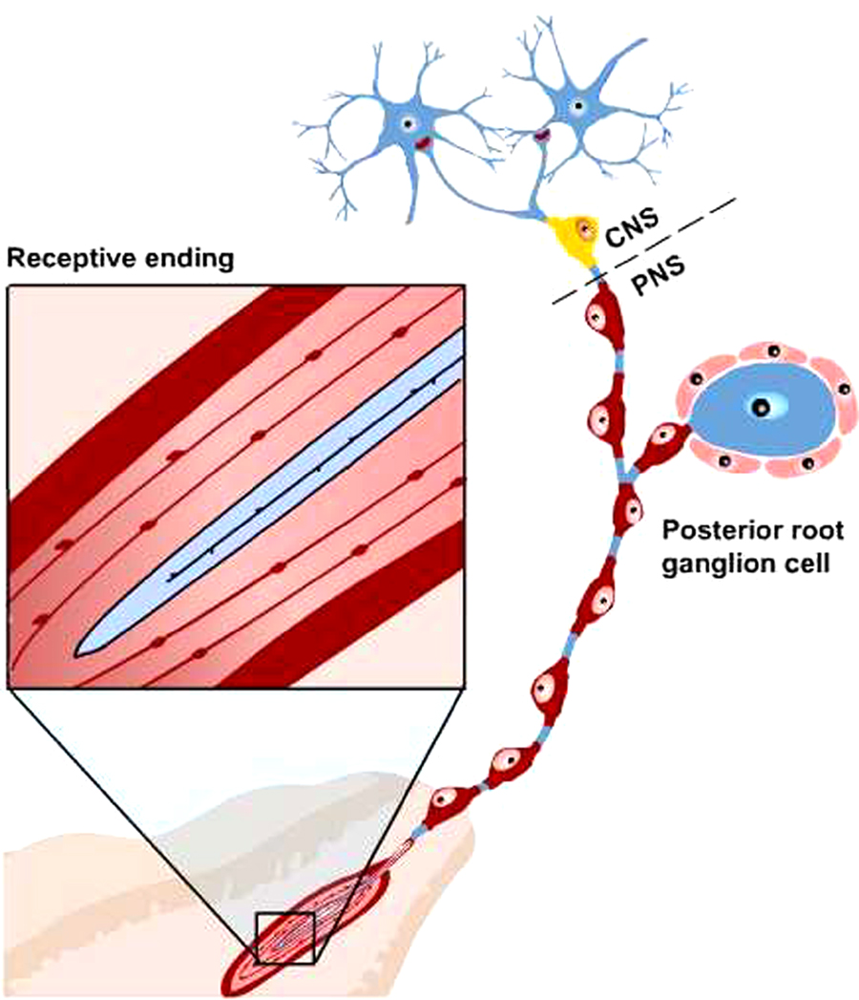 CNS
PNS
Receptive ending
Posterior root
ganglion cell